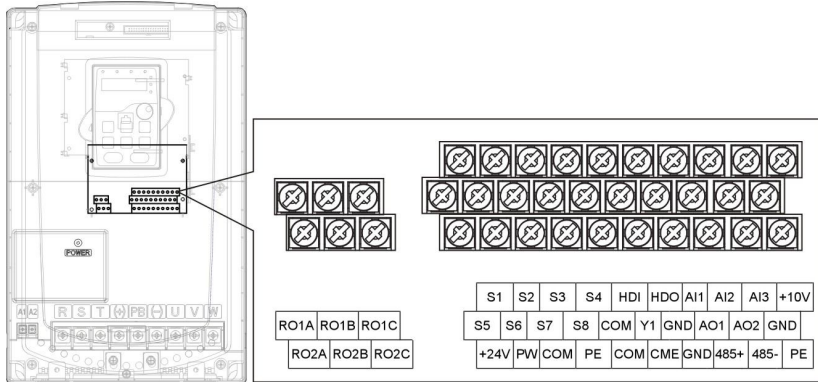 POWER
A1 A2 R S T (+) PB (-) U V W
RO1A RO1B RO1C
RO2A RO2B RO2C
S1 S2 S3 S4 HDI HDO AI1 AI2 AI3 +10V
S5 S6 S7 S8 COM Y1 GND AO1 AO2 GND
+24V PW COM PE COM CME GND 485+ 485- PE